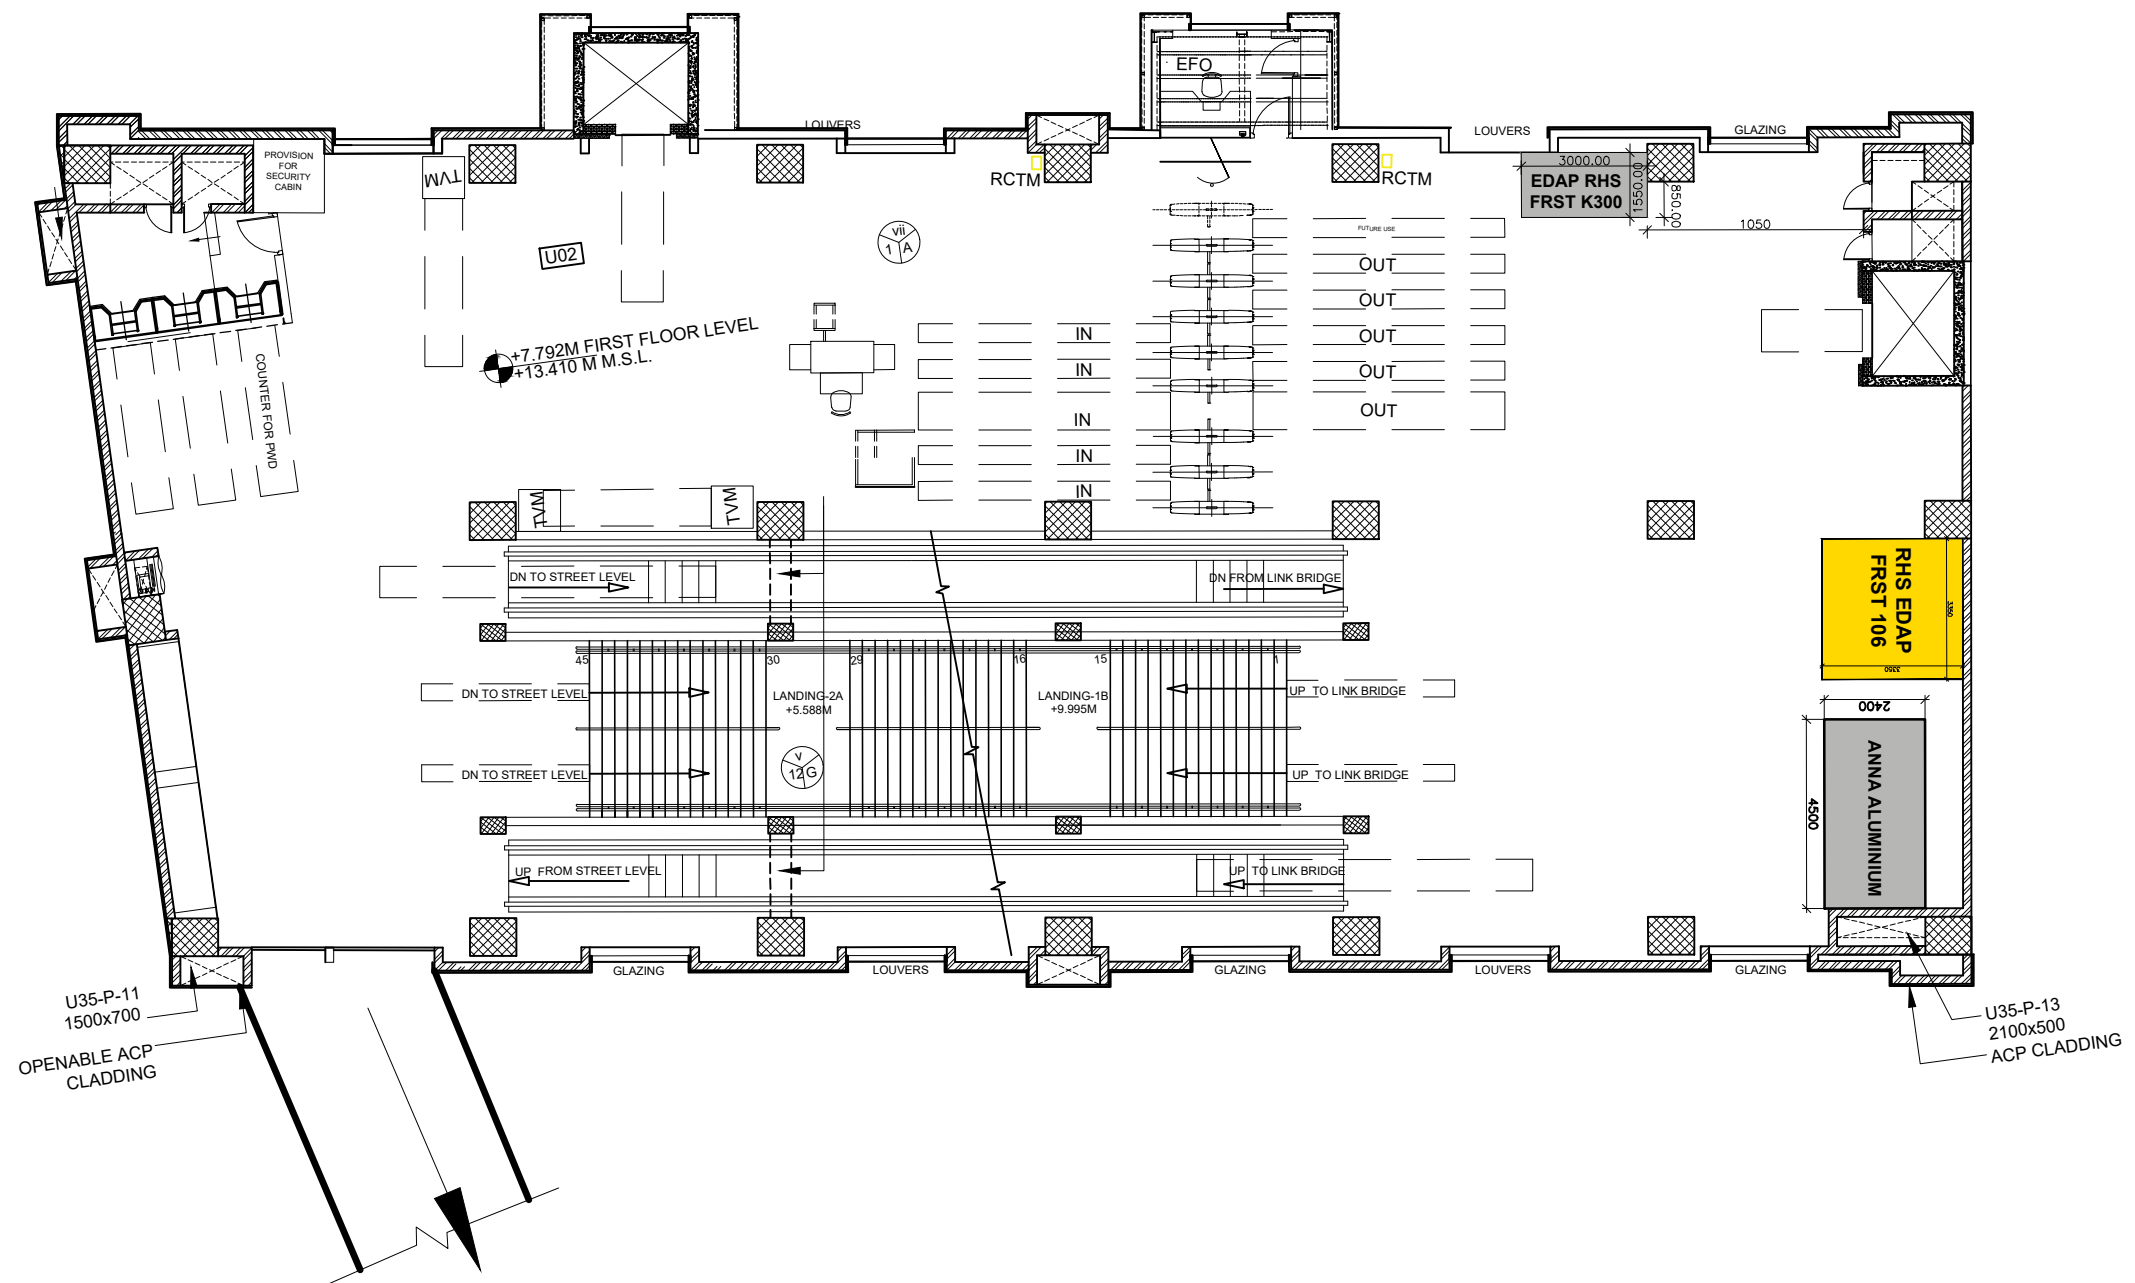 EFO
LOUVERS
LOUVERS
GLAZING
PROVISION
FOR
SECURITY
CABIN
TVM
RCTM
RCTM
3000.00
EDAP RHS
FRST K300
1550.00
850.00
1050
U02
vii
1 A
FUTURE USE
OUT
OUT
OUT
OUT
OUT
IN
IN
IN
IN
IN
+7.792M FIRST FLOOR LEVEL
+13.410 M M.S.L.
COUNTER FOR PWD
TVM
TVM
DN TO STREET LEVEL
DN FROM LINK BRIDGE
RHS EDAP
FRST 106
3350
3350
45
30
29
16
15
1
DN TO STREET LEVEL
LANDING-2A
+5.588M
LANDING-1B
+9.995M
UP TO LINK BRIDGE
2400
v
12 G
DN TO STREET LEVEL
UP TO LINK BRIDGE
4500
ANNA ALUMINIUM
UP FROM STREET LEVEL
UP TO LINK BRIDGE
GLAZING
LOUVERS
GLAZING
LOUVERS
GLAZING
U35-P-11
1500x700
OPENABLE ACP
CLADDING
U35-P-13
2100x500
ACP CLADDING